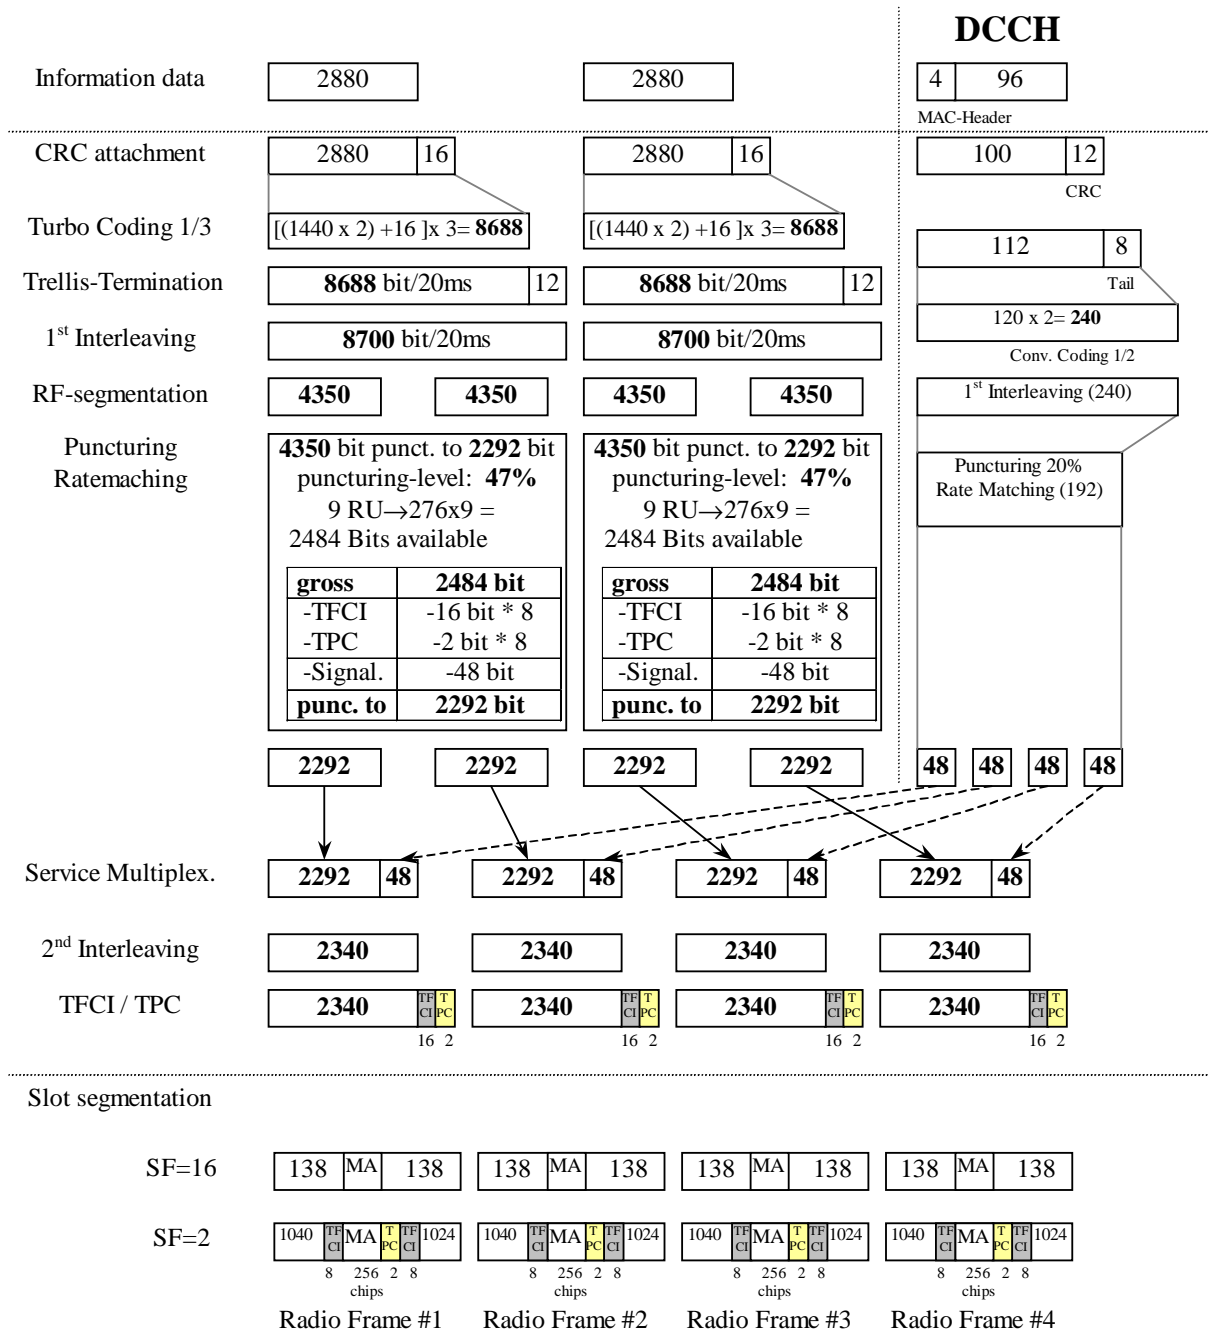 DCCH
Information data
2880
2880
4 96
MAC-Header
CRC attachment
2880 16
2880 16
100 12
CRC
Turbo Coding 1/3
[(1440 x 2) +16 ]x 3= 8688
[(1440 x 2) +16 ]x 3= 8688
112 8
Tail
Trellis-Termination
8688 bit/20ms 12
8688 bit/20ms 12
120 x 2= 240
Conv. Coding 1/2
1st Interleaving
8700 bit/20ms
8700 bit/20ms
RF-segmentation
4350 4350 4350 4350
1st Interleaving (240)
Puncturing
Ratemaching
4350 bit punct. to 2292 bit
puncturing-level: 47%
9 RU→276x9 =
2484 Bits available
gross 2484 bit
-TFCI -16 bit * 8
-TPC -2 bit * 8
-Signal. -48 bit
punc. to 2292 bit
4350 bit punct. to 2292 bit
puncturing-level: 47%
9 RU→276x9 =
2484 Bits available
gross 2484 bit
-TFCI -16 bit * 8
-TPC -2 bit * 8
-Signal. -48 bit
punc. to 2292 bit
Puncturing 20%
Rate Matching (192)
2292 2292 2292 2292 48 48 48 48
Service Multiplex.
2292 48 2292 48 2292 48 2292 48
2nd Interleaving
2340 2340 2340 2340
TFCI / TPC
2340 TF CI T PC 2340 TF CI T PC 2340 TF CI T PC 2340 TF CI T PC
16 2 16 2 16 2 16 2
Slot segmentation
SF=16
138 MA 138 138 MA 138 138 MA 138 138 MA 138
SF=2
1040 TF CI MA T PC TF CI 1024 1040 TF CI MA T PC TF CI 1024 1040 TF CI MA T PC TF CI 1024 1040 TF CI MA T PC TF CI 1024
8 256 2 8 8 256 2 8 8 256 2 8 8 256 2 8
chips chips chips chips
Radio Frame #1 Radio Frame #2 Radio Frame #3 Radio Frame #4